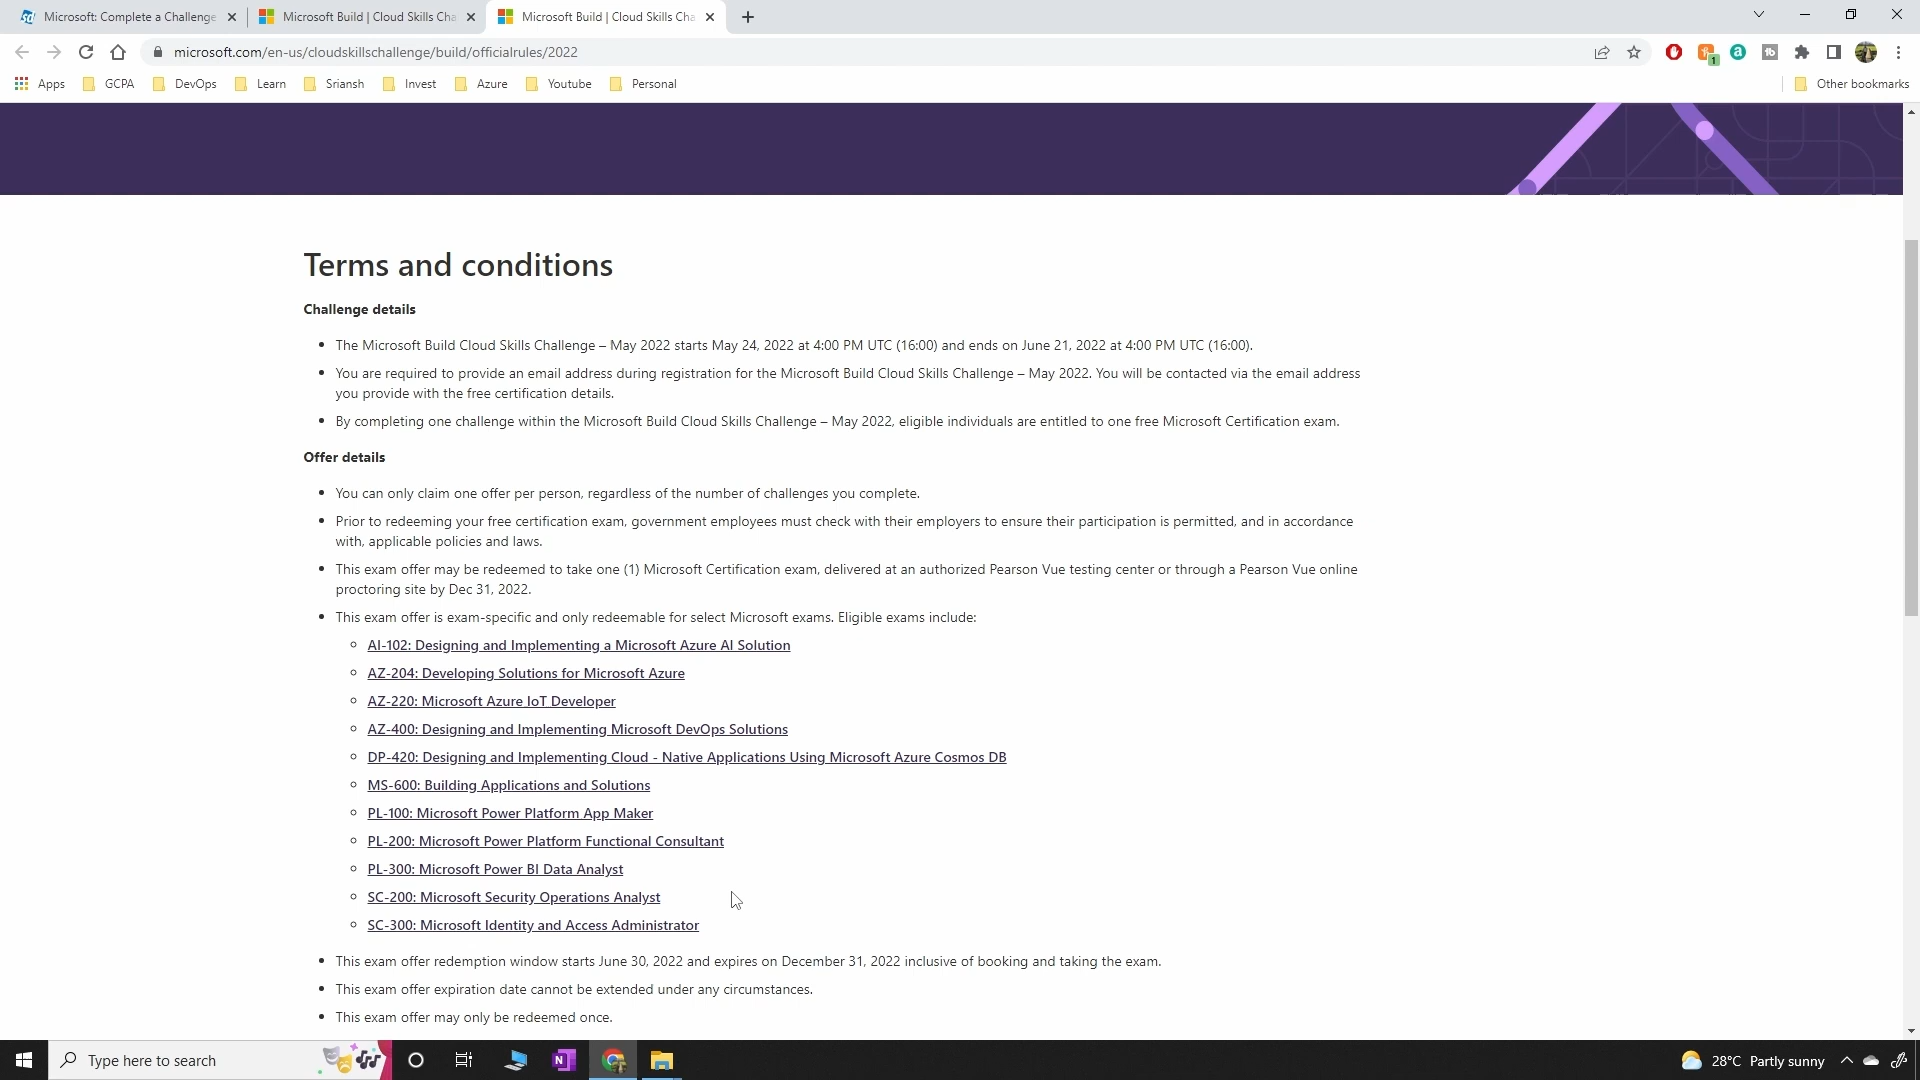 Microsoft: Complete a Challenge
Microsoft Build | Cloud Skills Cha
Microsoft Build | Cloud Skills Cha
microsoft.com/en-us/cloudskillschallenge/build/officialrules/2022
1
Apps
GCPA
DevOps
Learn
Sriansh
Invest
Azure
Youtube
Personal
Other bookmarks
Terms and conditions
Challenge details
The Microsoft Build Cloud Skills Challenge – May 2022 starts May 24, 2022 at 4:00 PM UTC (16:00) and ends on June 21, 2022 at 4:00 PM UTC (16:00).
You are required to provide an email address during registration for the Microsoft Build Cloud Skills Challenge – May 2022. You will be contacted via the email address
you provide with the free certification details.
By completing one challenge within the Microsoft Build Cloud Skills Challenge – May 2022, eligible individuals are entitled to one free Microsoft Certification exam.
Offer details
You can only claim one offer per person, regardless of the number of challenges you complete.
Prior to redeeming your free certification exam, government employees must check with their employers to ensure their participation is permitted, and in accordance
with, applicable policies and laws.
This exam offer may be redeemed to take one (1) Microsoft Certification exam, delivered at an authorized Pearson Vue testing center or through a Pearson Vue online
proctoring site by Dec 31, 2022.
This exam offer is exam-specific and only redeemable for select Microsoft exams. Eligible exams include:
AI-102: Designing and Implementing a Microsoft Azure AI Solution
AZ-204: Developing Solutions for Microsoft Azure
AZ-220: Microsoft Azure IoT Developer
AZ-400: Designing and Implementing Microsoft DevOps Solutions
DP-420: Designing and Implementing Cloud - Native Applications Using Microsoft Azure Cosmos DB
MS-600: Building Applications and Solutions
PL-100: Microsoft Power Platform App Maker
PL-200: Microsoft Power Platform Functional Consultant
PL-300: Microsoft Power BI Data Analyst
SC-200: Microsoft Security Operations Analyst
SC-300: Microsoft Identity and Access Administrator
This exam offer redemption window starts June 30, 2022 and expires on December 31, 2022 inclusive of booking and taking the exam.
This exam offer expiration date cannot be extended under any circumstances.
This exam offer may only be redeemed once.
Type here to search
28°C Partly sunny